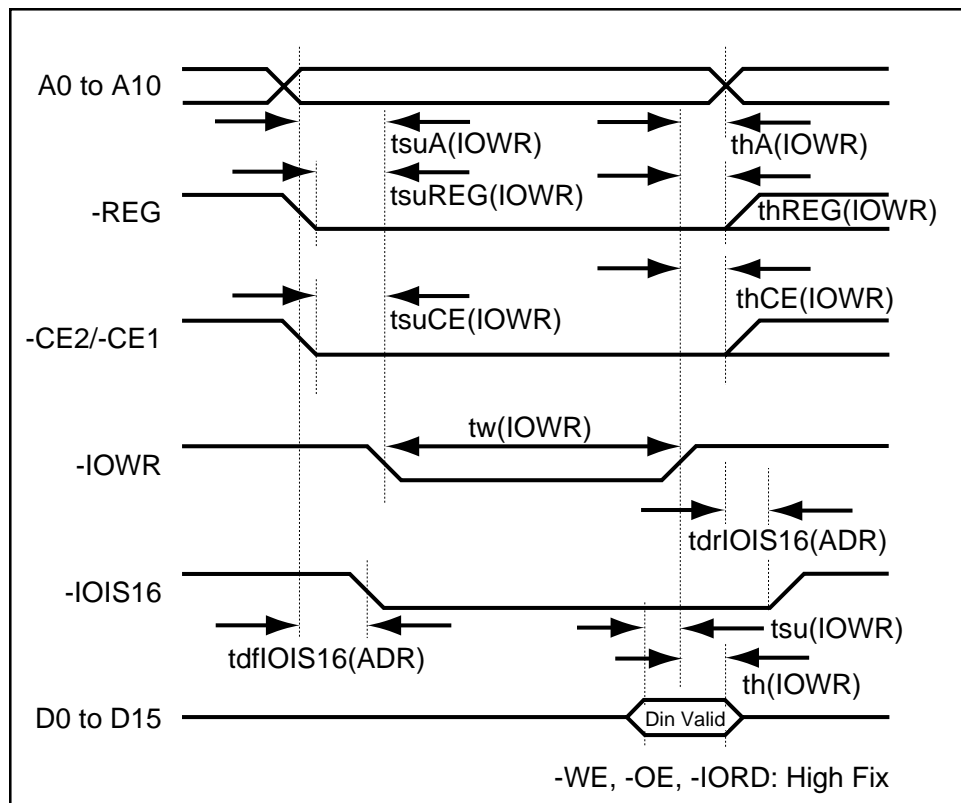 A0 to A10
tsuA(IOWR)
thA(IOWR)
tsuREG(IOWR)
-REG
thREG(IOWR)
thCE(IOWR)
tsuCE(IOWR)
-CE2/-CE1
tw(IOWR)
-IOWR
tdrIOIS16(ADR)
-IOIS16
tsu(IOWR)
tdfIOIS16(ADR)
th(IOWR)
D0 to D15
Din Valid
-WE, -OE, -IORD: High Fix